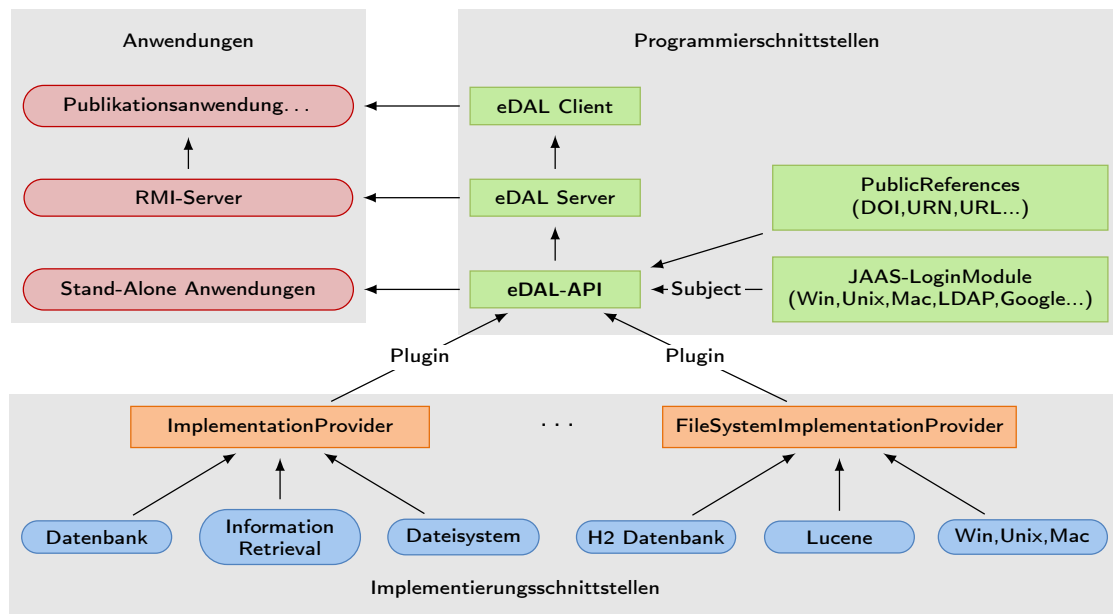 Anwendungen
Programmierschnittstellen
Publikationsanwendung...
eDAL Client
RMI-Server
eDAL Server
PublicReferences
(DOI,URN,URL...)
Stand-Alone Anwendungen
eDAL-API
Subject
JAAS-LoginModule
(Win,Unix,Mac,LDAP,Google...)
Plugin
Plugin
ImplementationProvider
...
FileSystemImplementationProvider
Datenbank
Information
Retrieval
Dateisystem
H2 Datenbank
Lucene
Win,Unix,Mac
Implementierungsschnittstellen